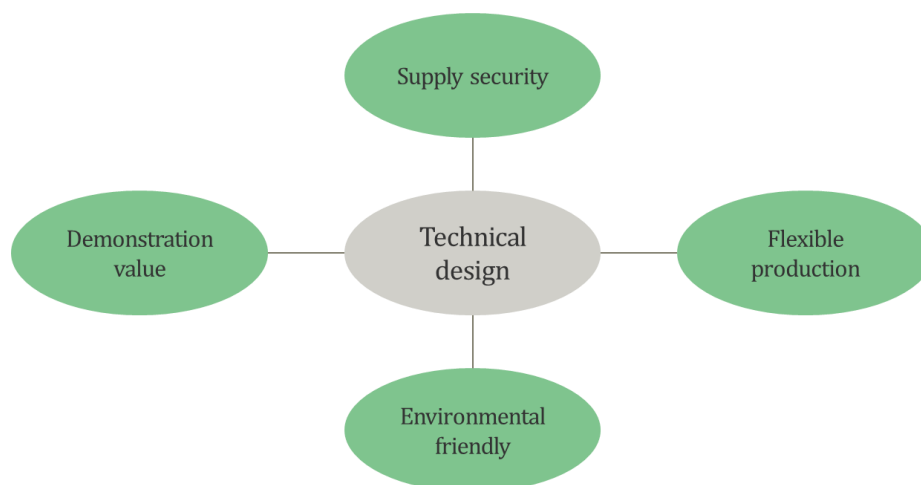 Supply security
Demonstration
value
Technical
design
Flexible
production
Environmental
friendly